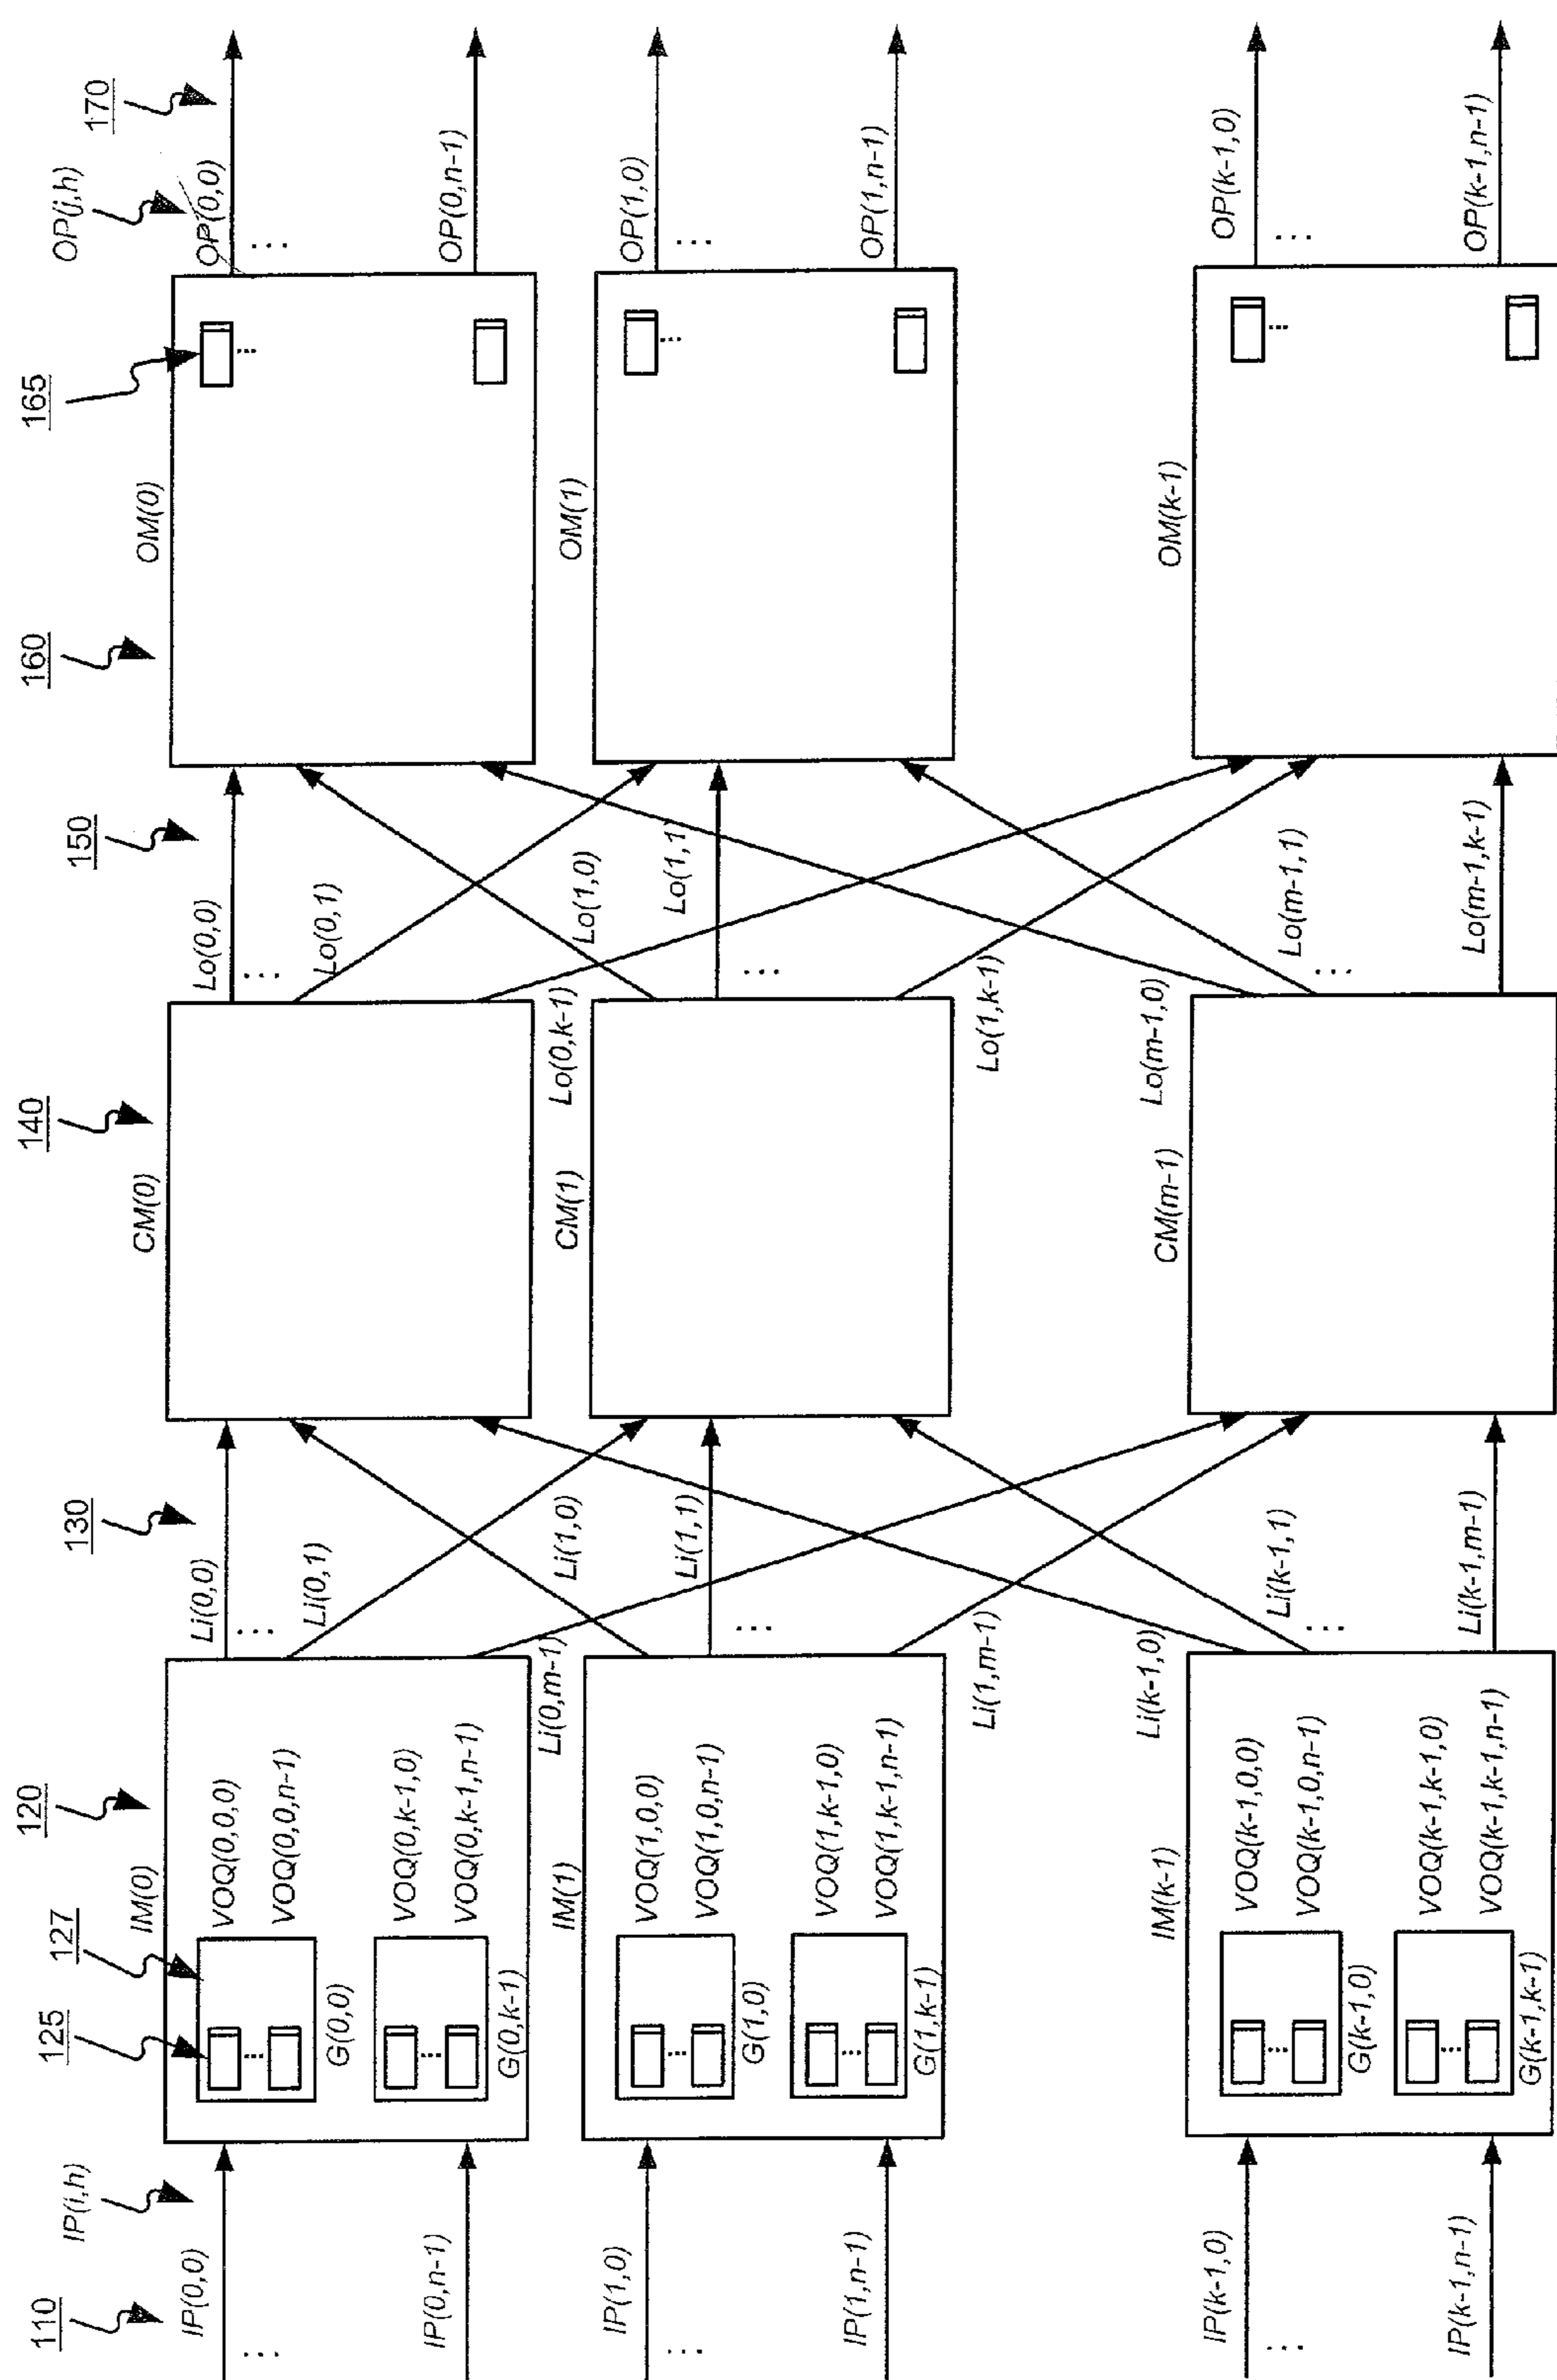 110
IP(i,h)
125
127
120
130
140
150
160
165
OP(j,h)
170
IP(0,0)
...
IP(0,n-1)
IM(0)
VOQ(0,0,0)
VOQ(0,0,n-1)
...
G(0,0)
VOQ(0,k-1,0)
VOQ(0,k-1,n-1)
...
G(0,k-1)
Li(0,0)
...
Li(0,1)
Li(0,m-1)
CM(0)
Lo(0,0)
...
Lo(0,1)
Lo(0,k-1)
OM(0)
...
OP(0,0)
...
OP(0,n-1)
IP(1,0)
...
IP(1,n-1)
IM(1)
VOQ(1,0,0)
VOQ(1,0,n-1)
...
G(1,0)
VOQ(1,k-1,0)
VOQ(1,k-1,n-1)
...
G(1,k-1)
Li(1,0)
Li(1,1)
...
Li(1,m-1)
CM(1)
Lo(1,0)
Lo(1,1)
...
Lo(1,k-1)
OM(1)
...
OP(1,0)
...
OP(1,n-1)
IP(k-1,0)
...
IP(k-1,n-1)
IM(k-1)
VOQ(k-1,0,0)
VOQ(k-1,0,n-1)
...
G(k-1,0)
VOQ(k-1,k-1,0)
VOQ(k-1,k-1,n-1)
...
G(k-1,k-1)
Li(k-1,0)
Li(k-1,1)
...
Li(k-1,m-1)
CM(m-1)
Lo(m-1,0)
Lo(m-1,1)
...
Lo(m-1,k-1)
OM(k-1)
...
OP(k-1,0)
...
OP(k-1,n-1)